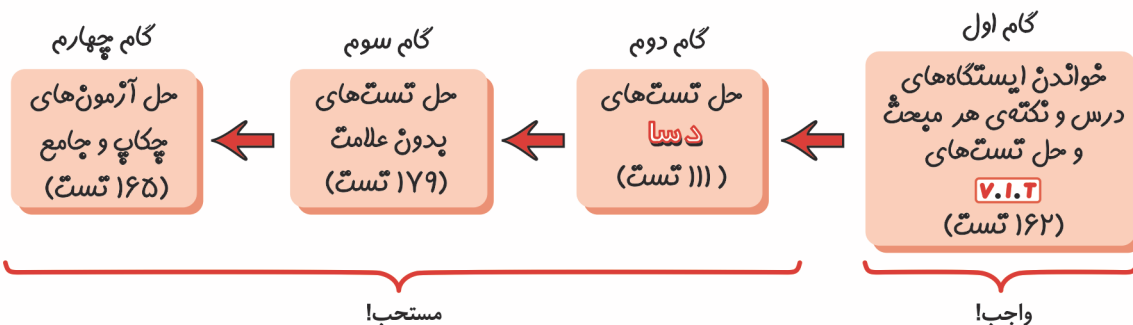 گام اول
خواندن ایستگاه‌های
درس و نکته‌ی هر مبحث
و حل تست‌های
V.I.T
(۱۶۲ تست)
گام دوم
حل تست‌های
دسا
(۱۱۱ تست)
گام سوم
حل تست‌های
بدون علامت
(۱۷۹ تست)
گام چهارم
حل آزمون‌های
چکاپ و جامع
(۱۶۵ تست)
واجب!
مستحب!